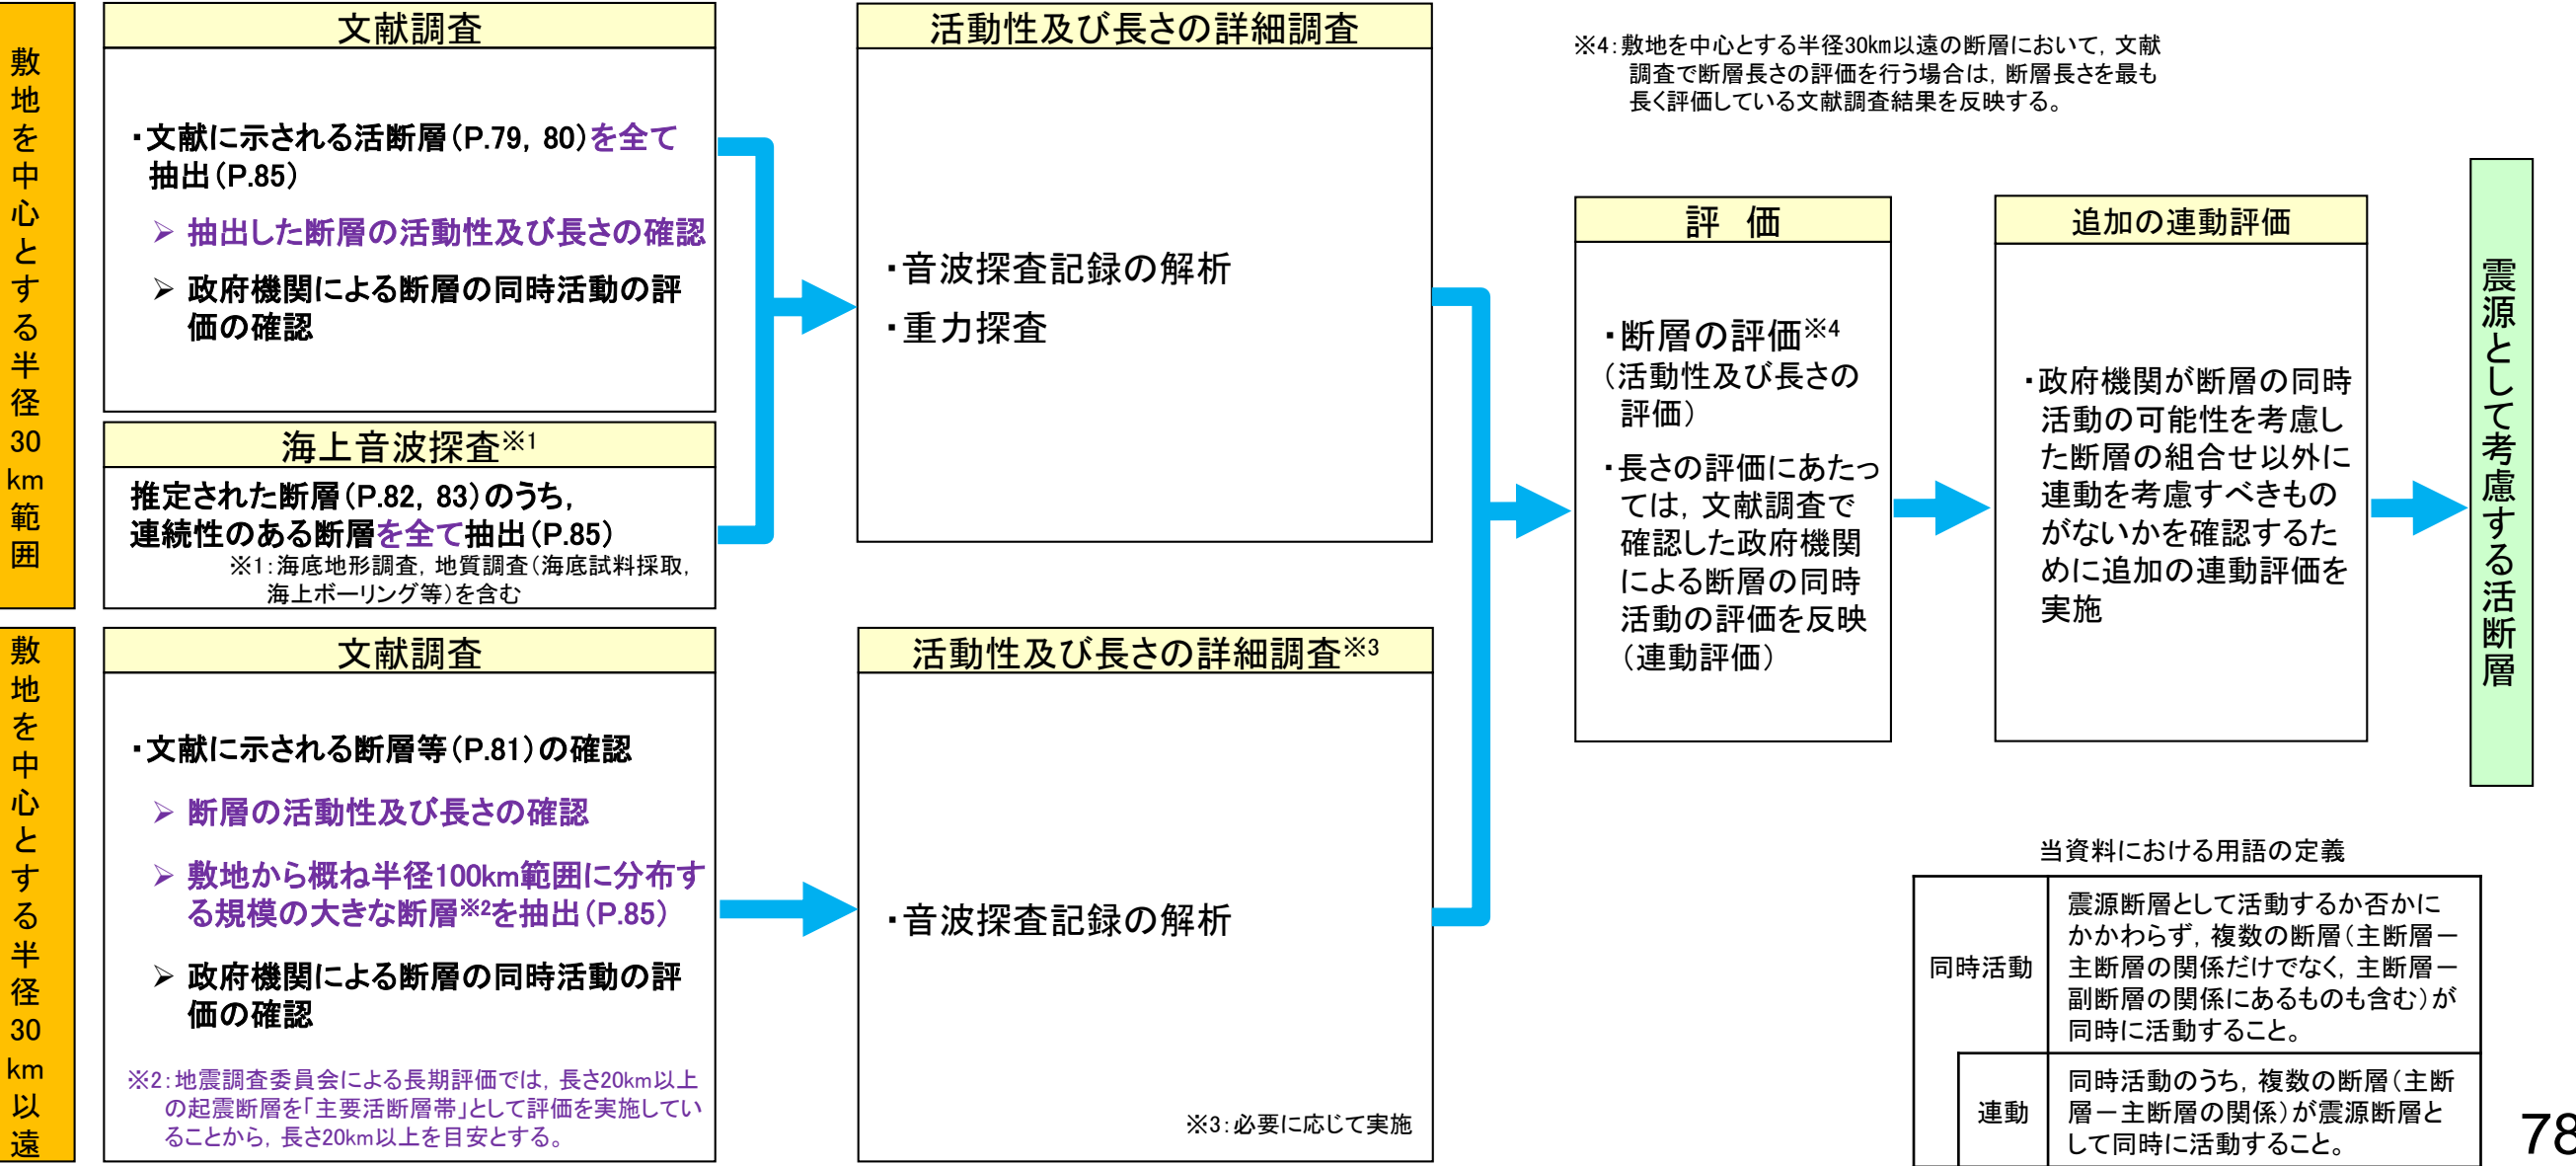 敷地を中心とする半径30km範囲
文献調査
・文献に示される活断層(P.79, 80)を全て
抽出(P.85)
➢ 抽出した断層の活動性及び長さの確認
➢ 政府機関による断層の同時活動の評
価の確認
海上音波探査※1
推定された断層(P.82, 83)のうち,
連続性のある断層を全て抽出(P.85)
※1:海底地形調査, 地質調査(海底試料採取,
海上ボーリング等)を含む
活動性及び長さの詳細調査
・音波探査記録の解析
・重力探査
敷地を中心とする半径30km以遠
文献調査
・文献に示される断層等(P.81)の確認
➢ 断層の活動性及び長さの確認
➢ 敷地から概ね半径100km範囲に分布す
る規模の大きな断層※2を抽出(P.85)
➢ 政府機関による断層の同時活動の評
価の確認
※2:地震調査委員会による長期評価では, 長さ20km以上
の起震断層を「主要活断層帯」として評価を実施してい
ることから, 長さ20km以上を目安とする。
活動性及び長さの詳細調査※3
・音波探査記録の解析
※3:必要に応じて実施
※4:敷地を中心とする半径30km以遠の断層において, 文献
調査で断層長さの評価を行う場合は, 断層長さを最も
長く評価している文献調査結果を反映する。
評 価
・断層の評価※4
(活動性及び長さの
評価)
・長さの評価にあたっ
ては, 文献調査で
確認した政府機関
による断層の同時
活動の評価を反映
(連動評価)
追加の連動評価
・政府機関が断層の同時
活動の可能性を考慮し
た断層の組合せ以外に
連動を考慮すべきもの
がないかを確認するた
めに追加の連動評価を
実施
震源として考慮する活断層
当資料における用語の定義
同時活動
震源断層として活動するか否かに
かかわらず, 複数の断層(主断層-
主断層の関係だけでなく, 主断層-
副断層の関係にあるものも含む)が
同時に活動すること。
連動
同時活動のうち, 複数の断層(主断
層-主断層の関係)が震源断層と
して同時に活動すること。
78